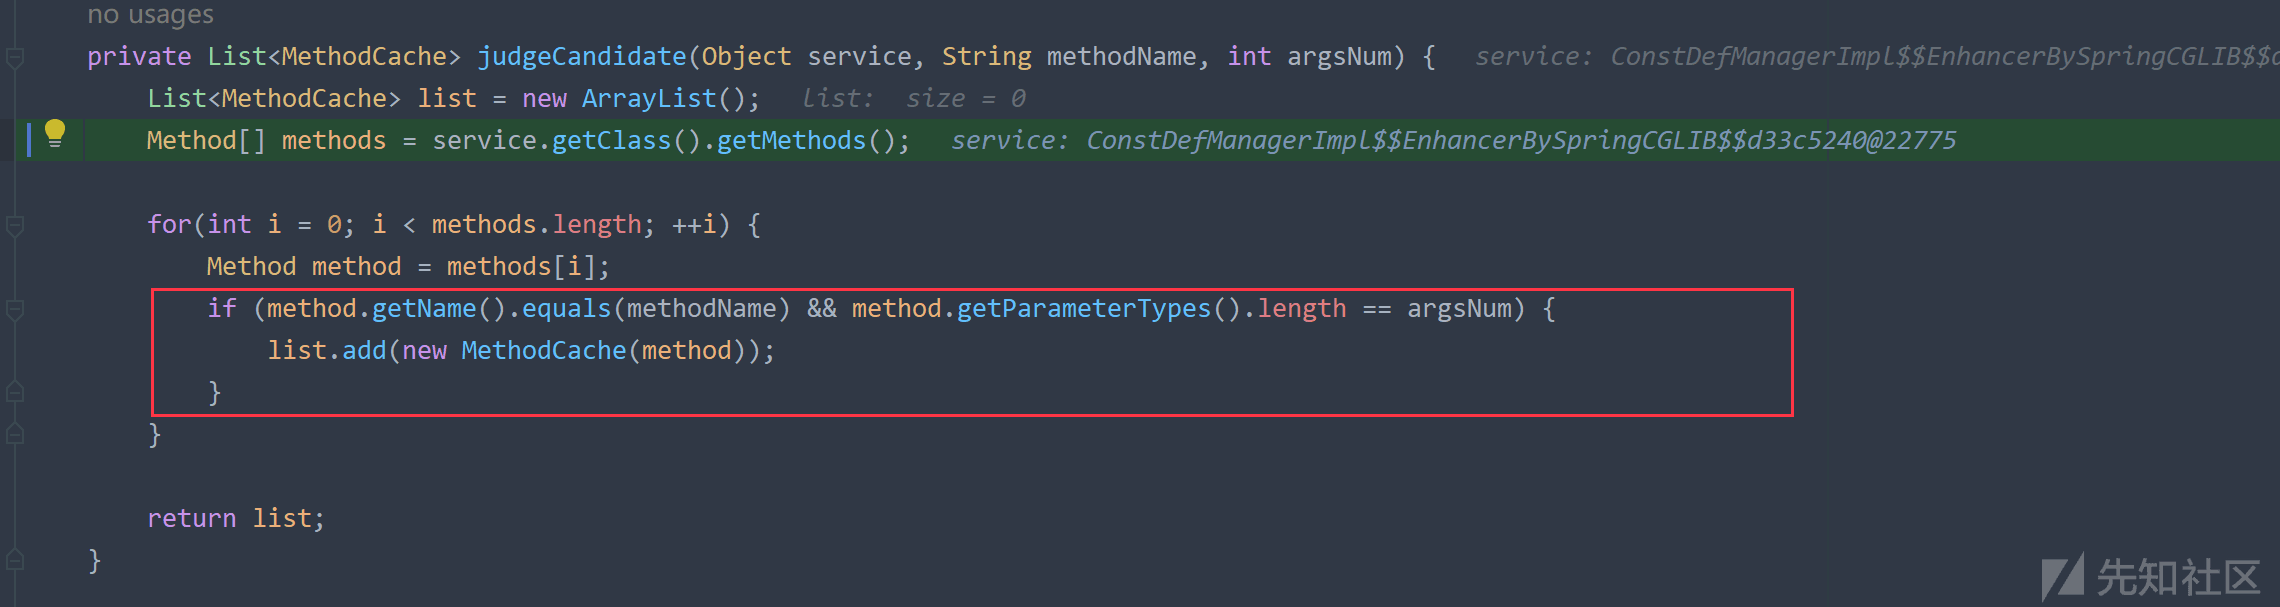 no usages
private List<MethodCache> judgeCandidate(Object service, String methodName, int argsNum) {   service: ConstDefManagerImpl$$EnhancerBySpringCGLIB$$
    List<MethodCache> list = new ArrayList();   list:  size = 0
    Method[] methods = service.getClass().getMethods();   service: ConstDefManagerImpl$$EnhancerBySpringCGLIB$$d33c5240@22775
    for(int i = 0; i < methods.length; ++i) {
        Method method = methods[i];
        if (method.getName().equals(methodName) && method.getParameterTypes().length == argsNum) {
            list.add(new MethodCache(method));
        }
    }
    return list;
}
先知社区